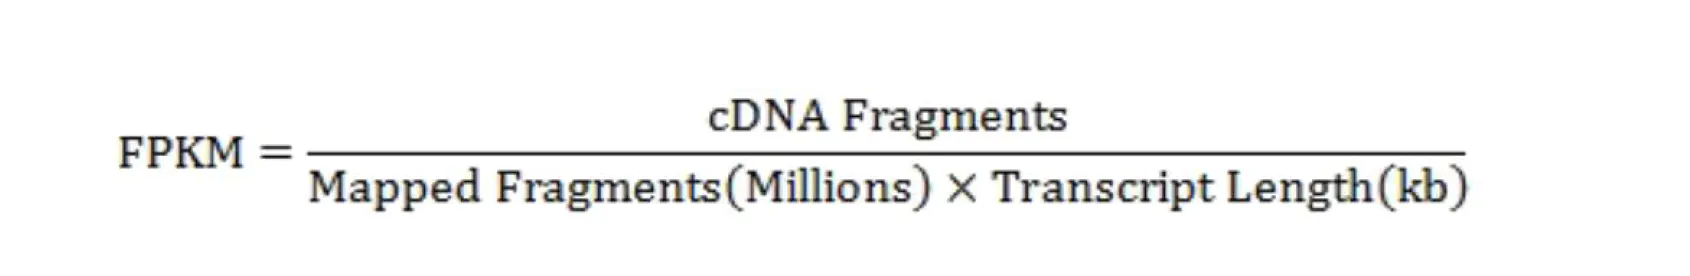 cDNA Fragments
FPKM =
Mapped Fragments(Millions) × Transcript Length(kb)